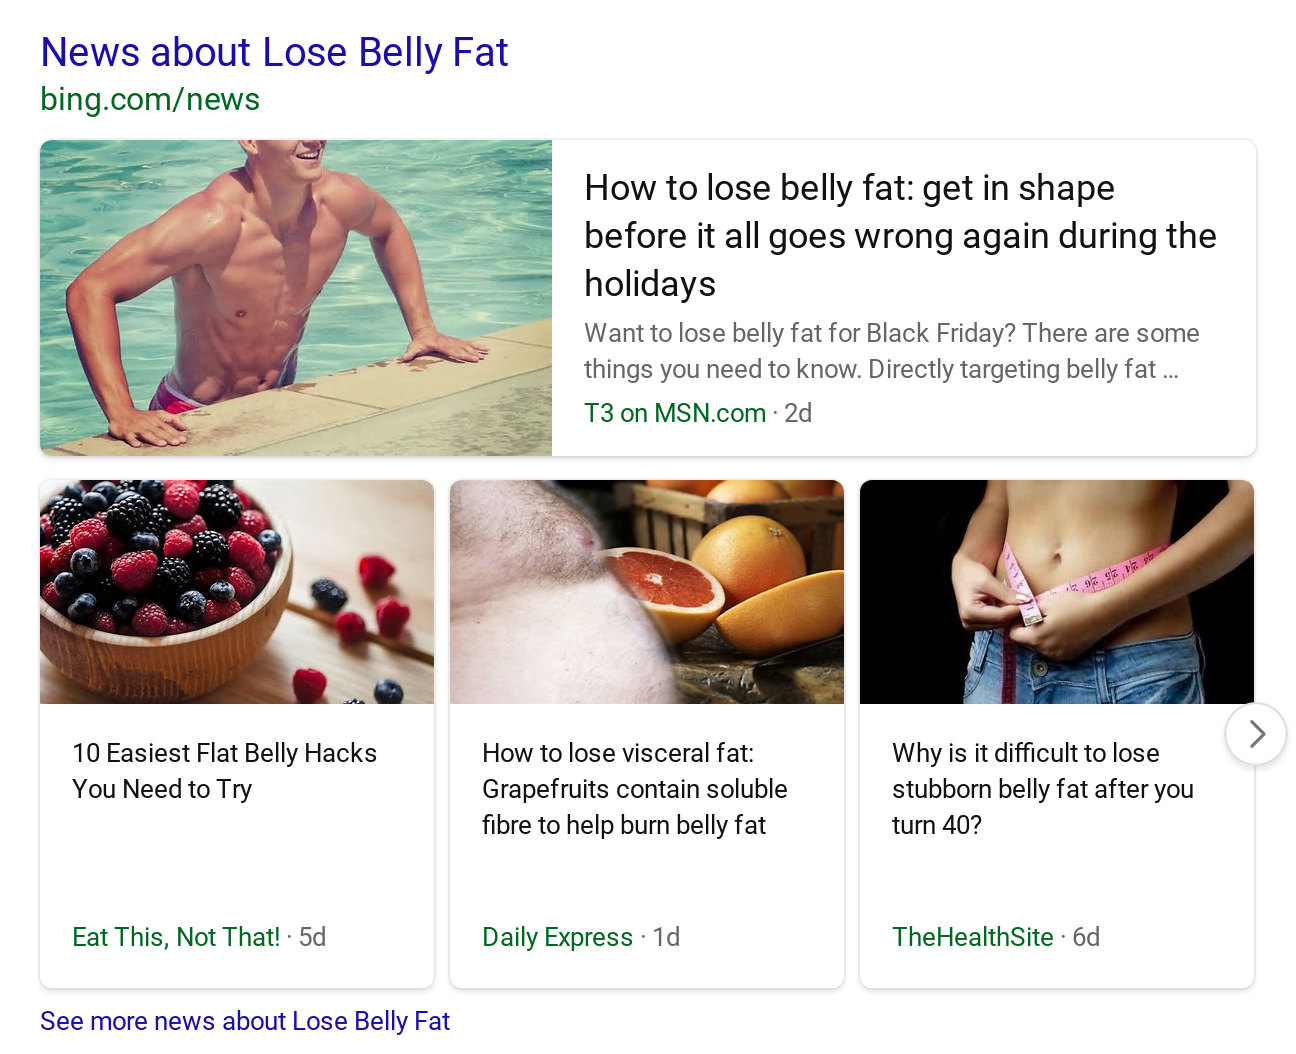 News about Lose Belly Fat
bing.com/news
How to lose belly fat: get in shape
before it all goes wrong again during the
holidays
Want to lose belly fat for Black Friday? There are some
things you need to know. Directly targeting belly fat ...
T3 on MSN.com · 2d
10 Easiest Flat Belly Hacks
You Need to Try
Eat This, Not That! · 5d
How to lose visceral fat:
Grapefruits contain soluble
fibre to help burn belly fat
Daily Express · 1d
Why is it difficult to lose
stubborn belly fat after you
turn 40?
TheHealthSite · 6d
See more news about Lose Belly Fat